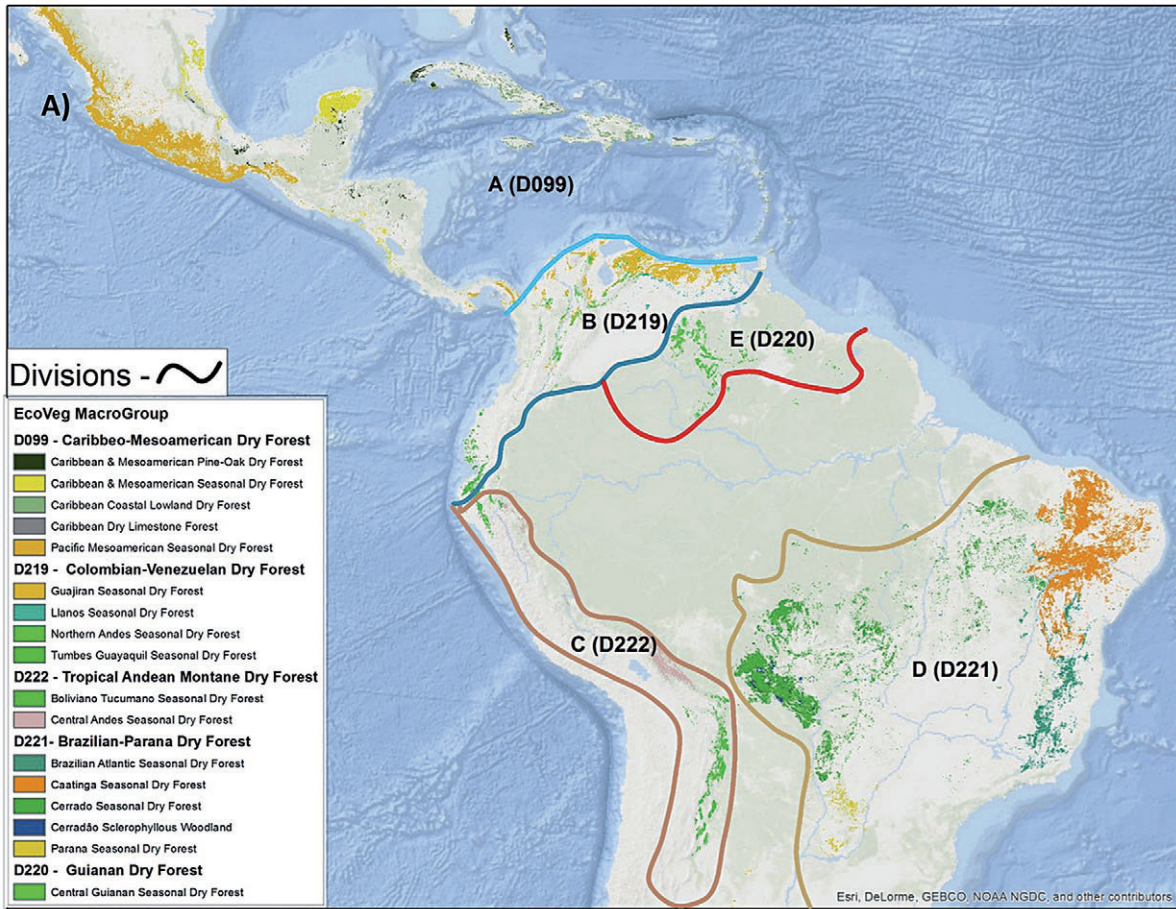 A)
A (D099)
B (D219)
E (D220)
C (D222)
D (D221)
Divisions -
EcoVeg MacroGroup
D099 - Caribbeo-Mesoamerican Dry Forest
Caribbean & Mesoamerican Pine-Oak Dry Forest
Caribbean & Mesoamerican Seasonal Dry Forest
Caribbean Coastal Lowland Dry Forest
Caribbean Dry Limestone Forest
Pacific Mesoamerican Seasonal Dry Forest
D219 - Colombian-Venezuelan Dry Forest
Guajiran Seasonal Dry Forest
Llanos Seasonal Dry Forest
Northern Andes Seasonal Dry Forest
Tumbes Guayaquil Seasonal Dry Forest
D222 - Tropical Andean Montane Dry Forest
Boliviano Tucumano Seasonal Dry Forest
Central Andes Seasonal Dry Forest
D221- Brazilian-Parana Dry Forest
Brazilian Atlantic Seasonal Dry Forest
Caatinga Seasonal Dry Forest
Cerrado Seasonal Dry Forest
Cerradão Sclerophyllous Woodland
Parana Seasonal Dry Forest
D220 - Guianan Dry Forest
Central Guianan Seasonal Dry Forest
Esri, DeLorme, GEBCO, NOAA NGDC, and other contributors